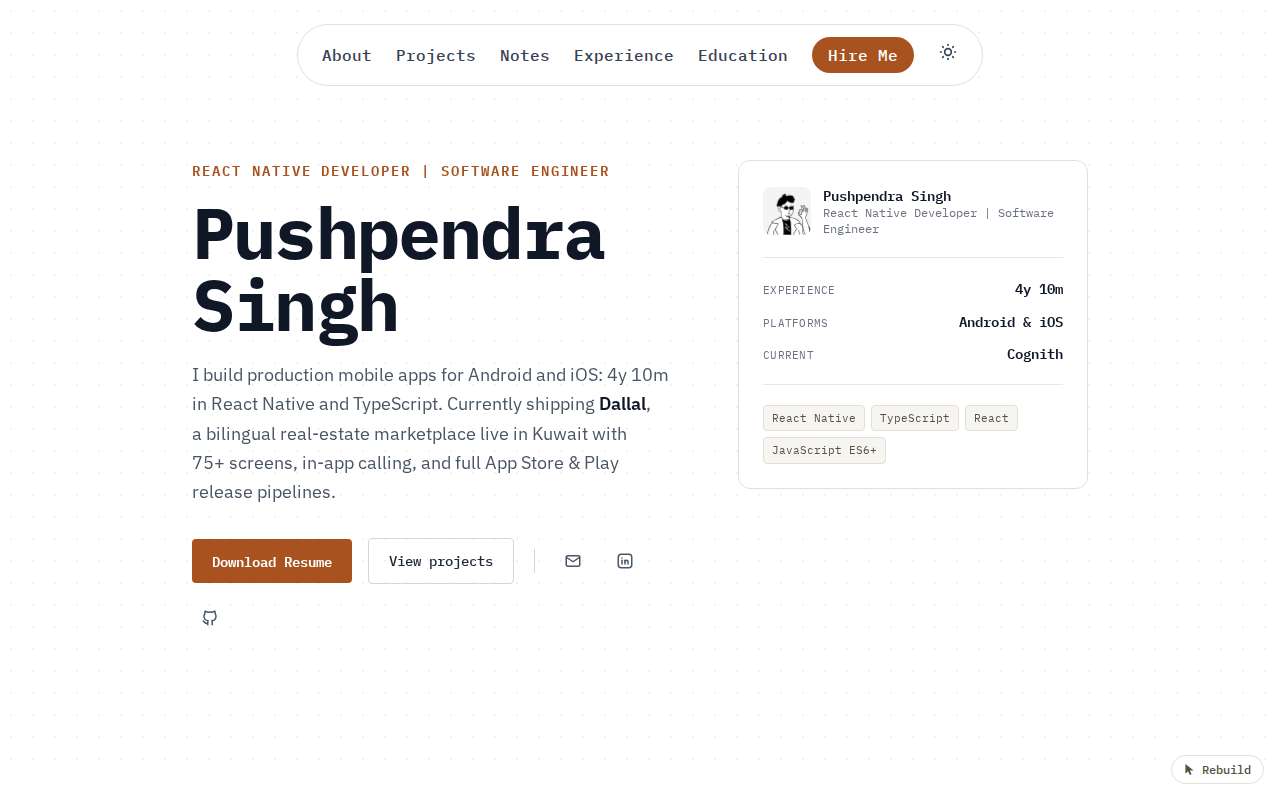 About Projects Notes Experience Education Hire Me
REACT NATIVE DEVELOPER | SOFTWARE ENGINEER
Pushpendra
Singh
I build production mobile apps for Android and iOS: 4y 10m
in React Native and TypeScript. Currently shipping Dallal,
a bilingual real-estate marketplace live in Kuwait with
75+ screens, in-app calling, and full App Store & Play
release pipelines.
Download Resume View projects
Pushpendra Singh
React Native Developer | Software
Engineer
EXPERIENCE 4y 10m
PLATFORMS Android & iOS
CURRENT Cognith
React Native TypeScript React
JavaScript ES6+
Rebuild